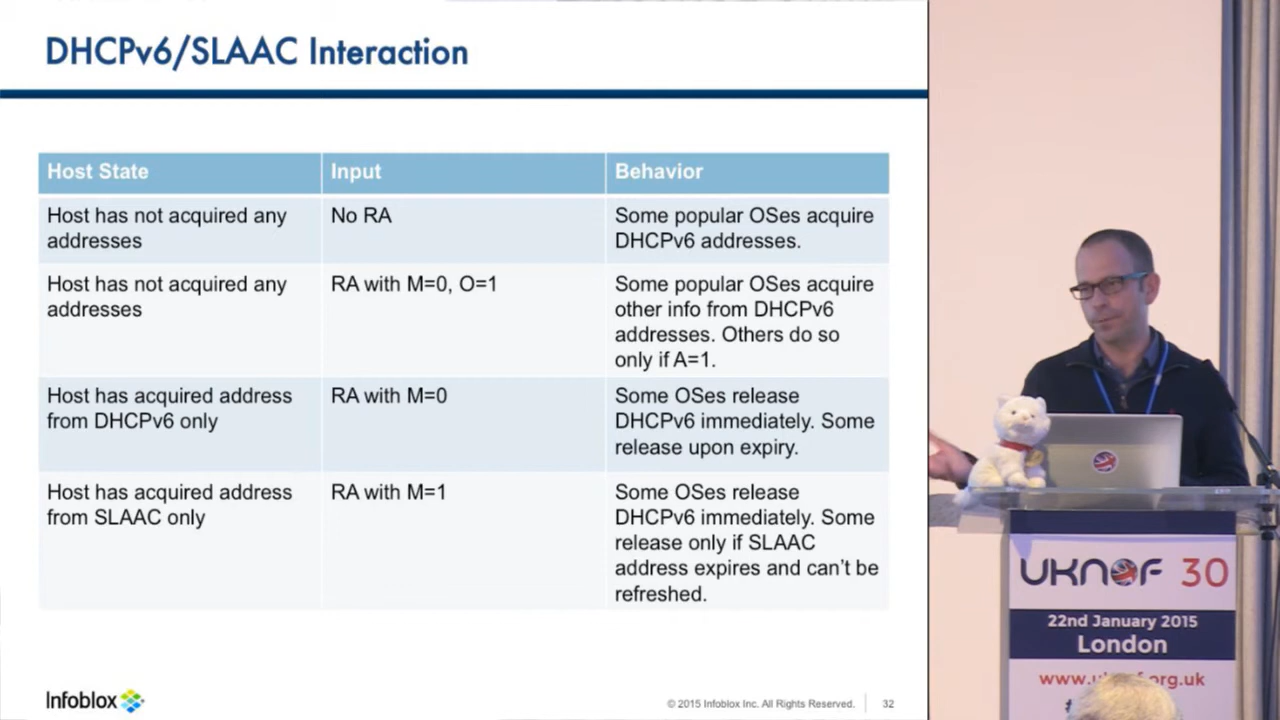 DHCPv6/SLAAC Interaction
Host State
Input
Behavior
Host has not acquired any
addresses
No RA
Some popular OSes acquire
DHCPv6 addresses.
Host has not acquired any
addresses
RA with M=0, O=1
Some popular OSes acquire
other info from DHCPv6
addresses. Others do so
only if A=1.
Host has acquired address
from DHCPv6 only
RA with M=0
Some OSes release
DHCPv6 immediately. Some
release upon expiry.
Host has acquired address
from SLAAC only
RA with M=1
Some OSes release
DHCPv6 immediately. Some
release only if SLAAC
address expires and can't be
refreshed.
Infoblox
© 2015 Infoblox Inc. All Rights Reserved.
32
UKNOF 30
22nd January 2015
London